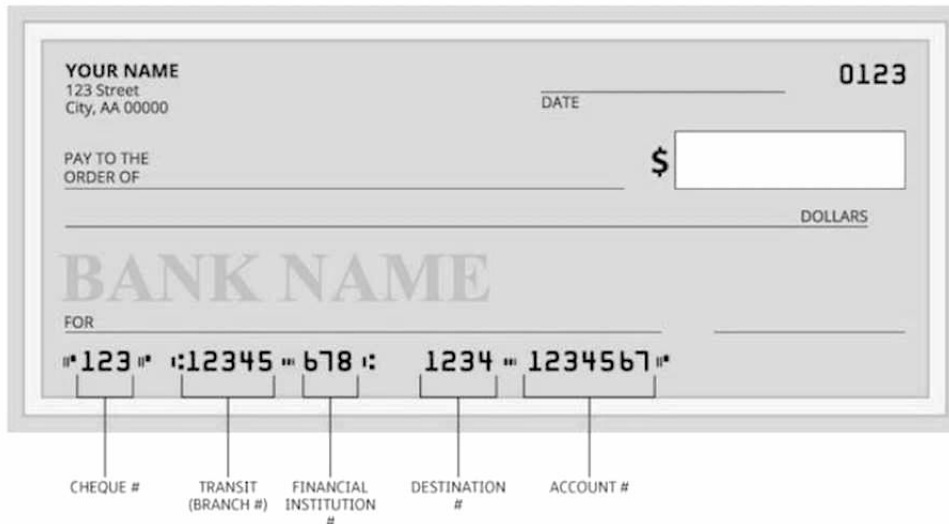 YOUR NAME
0123
123 Street
City, AA 00000
DATE
PAY TO THE
ORDER OF
$
DOLLARS
BANK NAME
FOR
⑈123⑈ ⑆12345⑉678⑆ 1234⑉1234567⑈
CHEQUE # TRANSIT FINANCIAL DESTINATION ACCOUNT #
(BRANCH #) INSTITUTION #
#